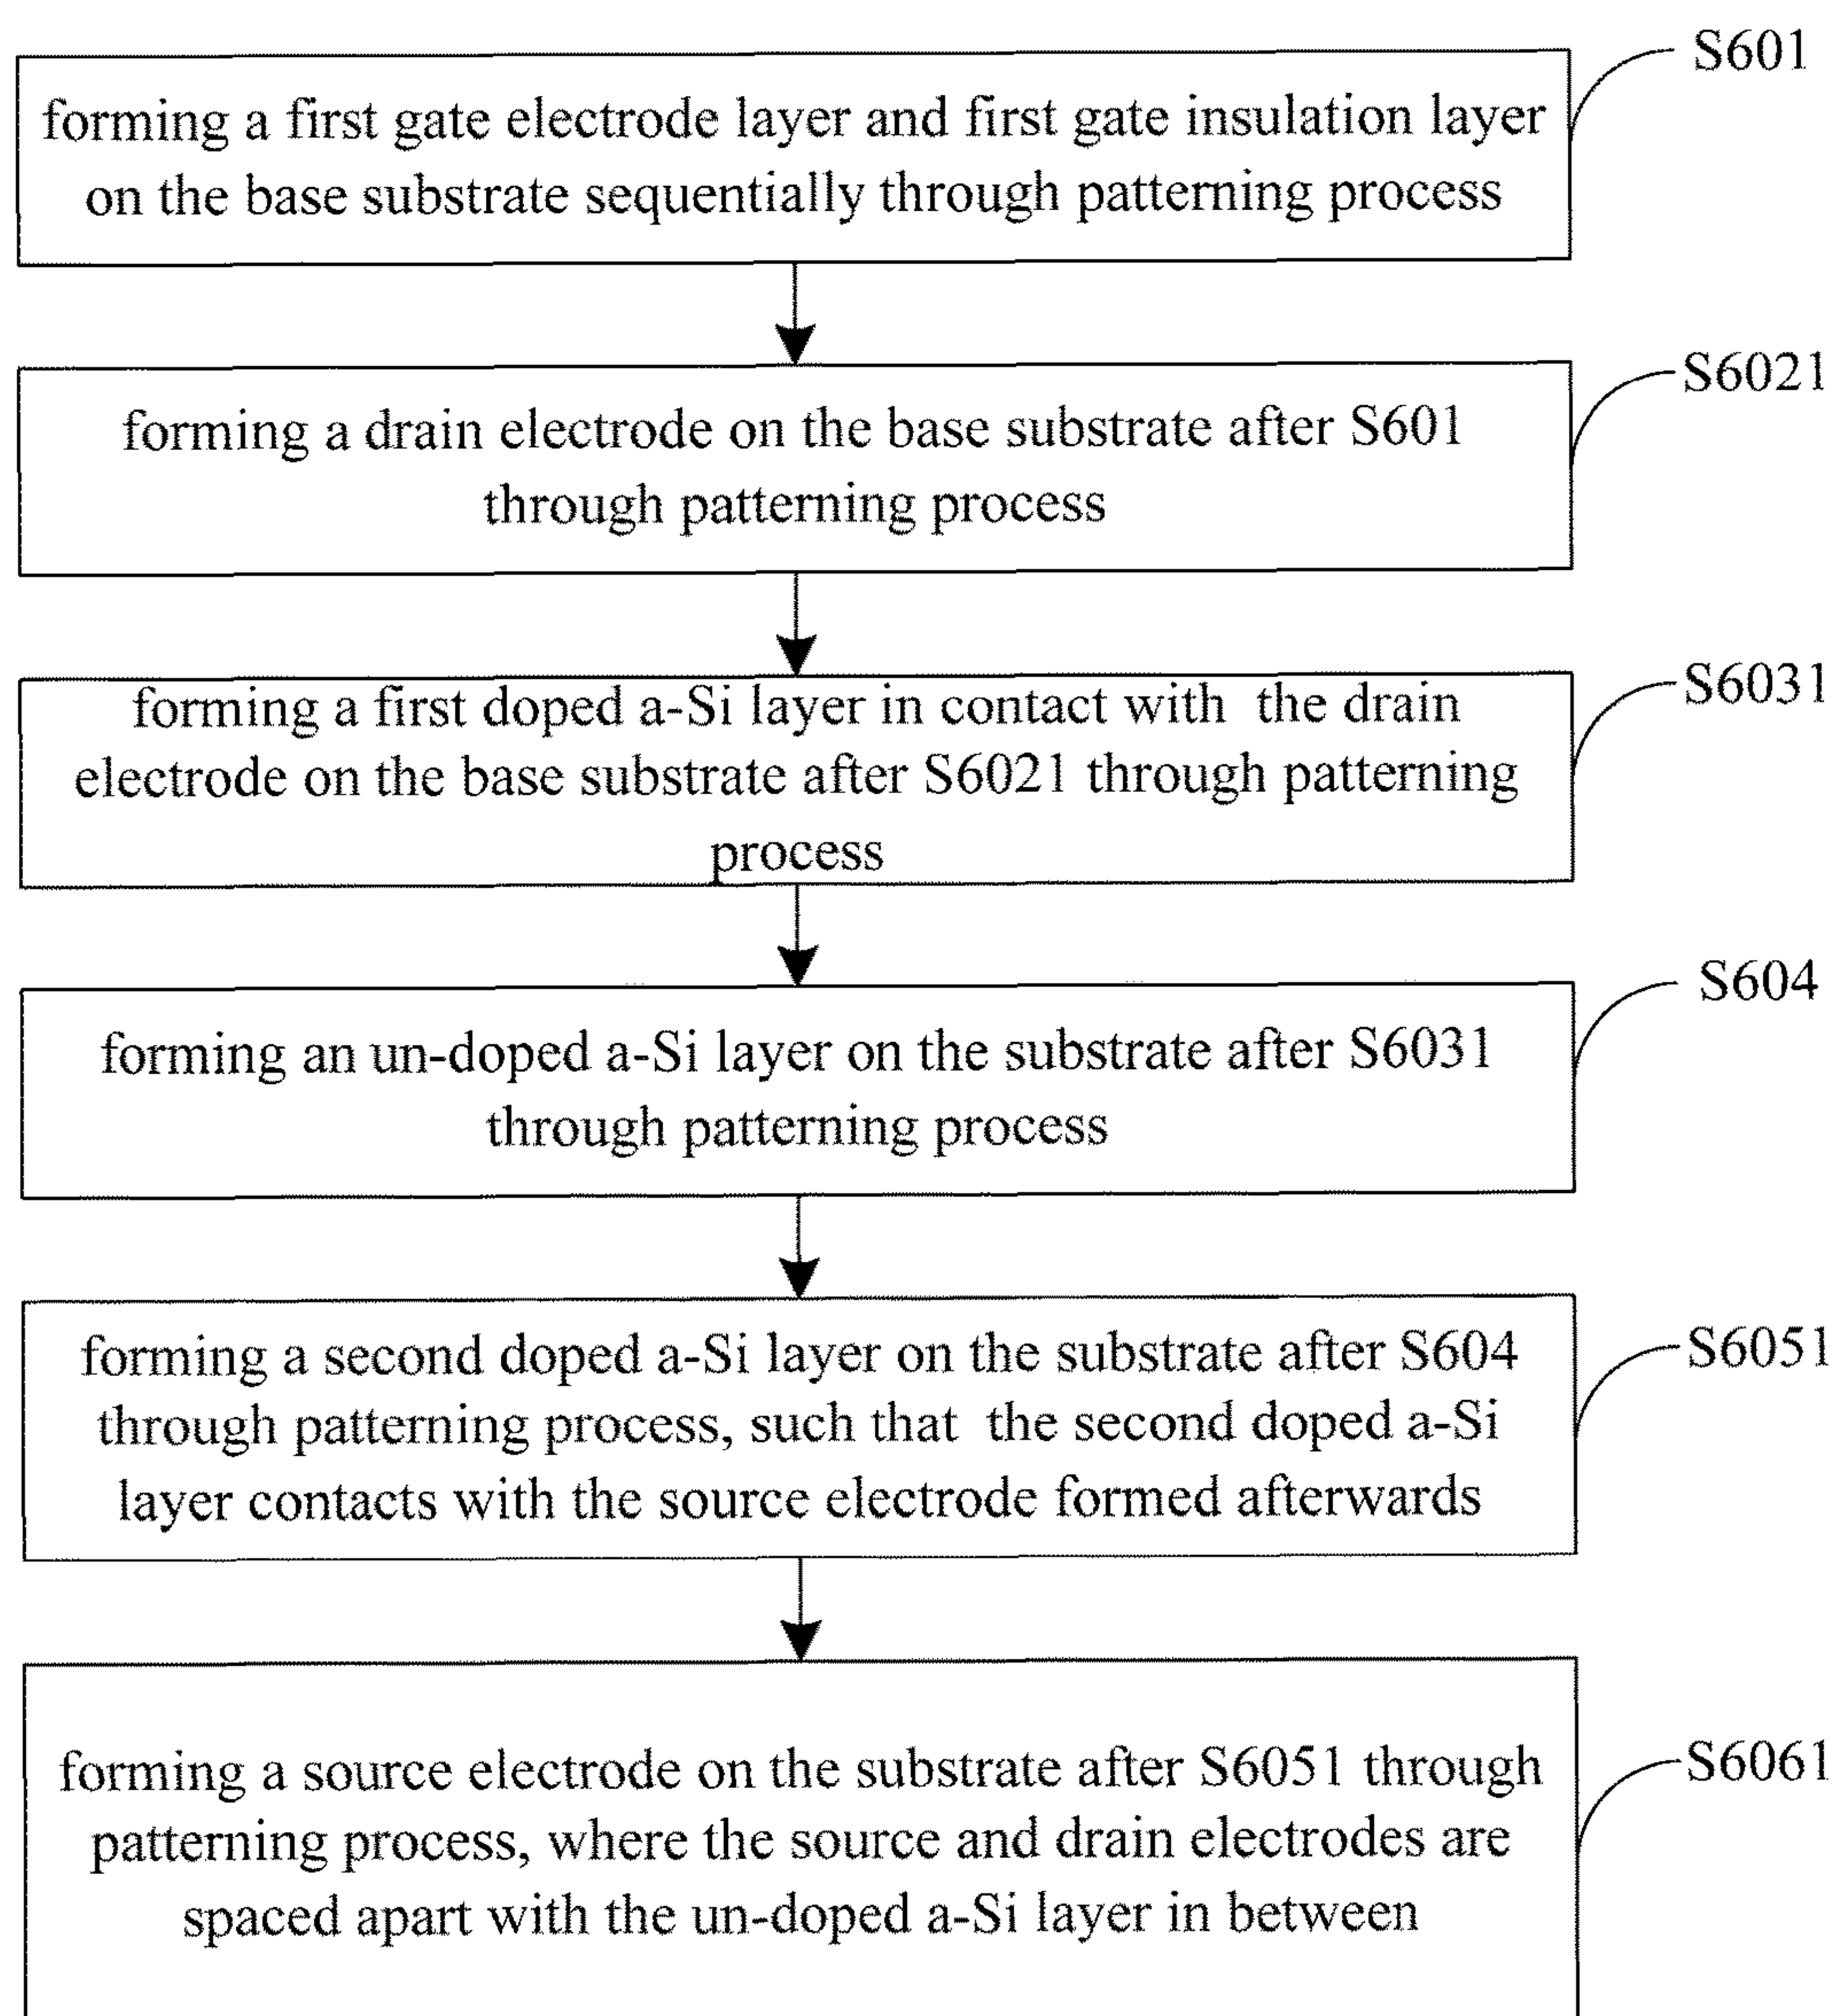 S601
forming a first gate electrode layer and first gate insulation layer
on the base substrate sequentially through patterning process
S6021
forming a drain electrode on the base substrate after S601
through patterning process
S6031
forming a first doped a-Si layer in contact with the drain
electrode on the base substrate after S6021 through patterning
process
S604
forming an un-doped a-Si layer on the substrate after S6031
through patterning process
S6051
forming a second doped a-Si layer on the substrate after S604
through patterning process, such that the second doped a-Si
layer contacts with the source electrode formed afterwards
S6061
forming a source electrode on the substrate after S6051 through
patterning process, where the source and drain electrodes are
spaced apart with the un-doped a-Si layer in between